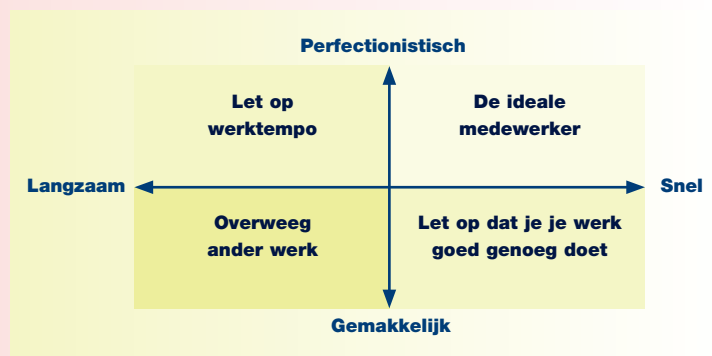 Perfectionistisch
Let op
werktempo
De ideale
medewerker
Langzaam
Snel
Overweeg
ander werk
Let op dat je je werk
goed genoeg doet
Gemakkelijk